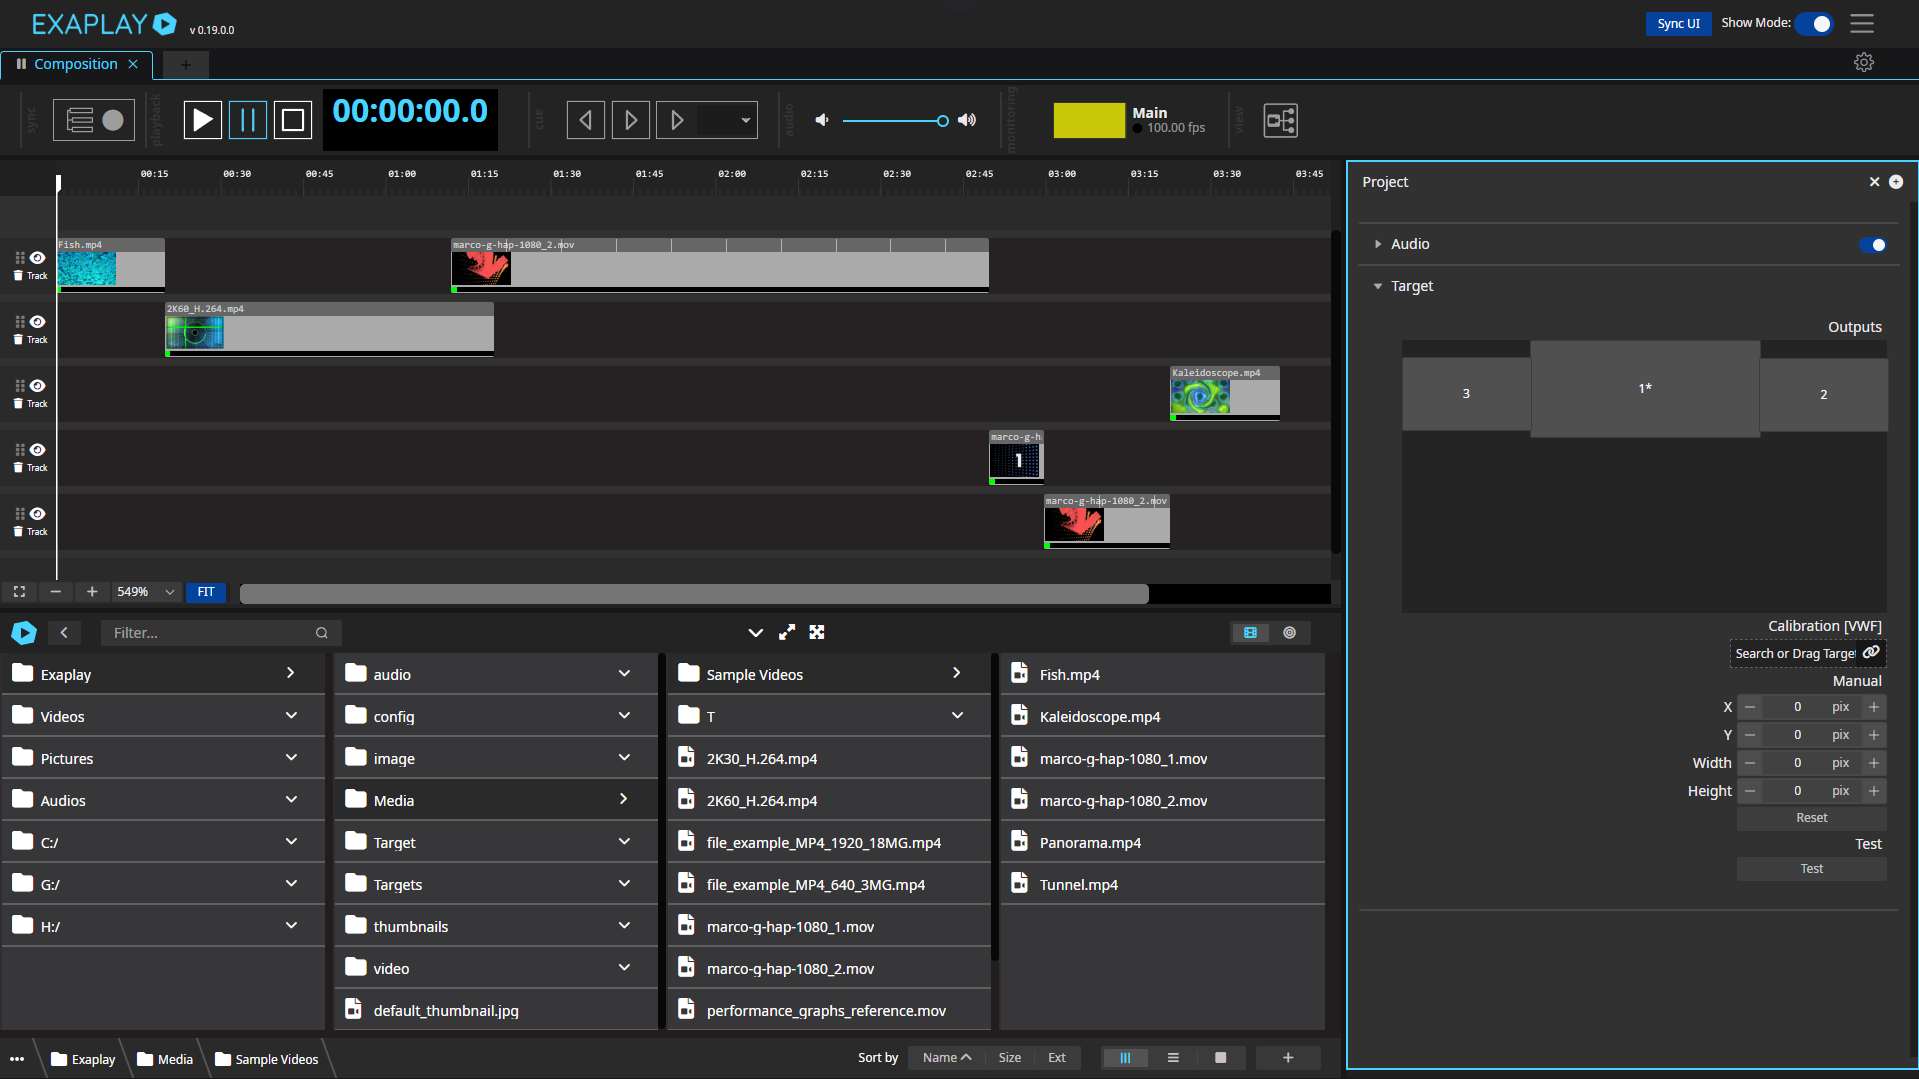 EXAPLAY
v 0.19.0.0
Sync UI
Show Mode:
Composition
sync
playback
00:00:00.0
cue
audio
monitoring
Main
100.00 fps
view
00:15 00:30 00:45 01:00 01:15 01:30 01:45 02:00 02:15 02:30 02:45 03:00 03:15 03:30 03:45
Fish.mp4
marco-g-hap-1080_2.mov
Track
2K60_H.264.mp4
Track
Kaleidoscope.mp4
Track
marco-g-h
1
Track
marco-g-hap-1080_2.mov
Track
549%
FIT
Project
Audio
Target
Outputs
3
1*
2
Calibration [VWF]
Search or Drag Targe
Manual
X 0 pix
Y 0 pix
Width 0 pix
Height 0 pix
Reset
Test
Test
Filter...
Exaplay
Videos
Pictures
Audios
C:/
G:/
H:/
audio
config
image
Media
Target
Targets
thumbnails
video
default_thumbnail.jpg
Sample Videos
T
2K30_H.264.mp4
2K60_H.264.mp4
file_example_MP4_1920_18MG.mp4
file_example_MP4_640_3MG.mp4
marco-g-hap-1080_1.mov
marco-g-hap-1080_2.mov
performance_graphs_reference.mov
Fish.mp4
Kaleidoscope.mp4
marco-g-hap-1080_1.mov
marco-g-hap-1080_2.mov
Panorama.mp4
Tunnel.mp4
Exaplay
Media
Sample Videos
Sort by
Name
Size
Ext